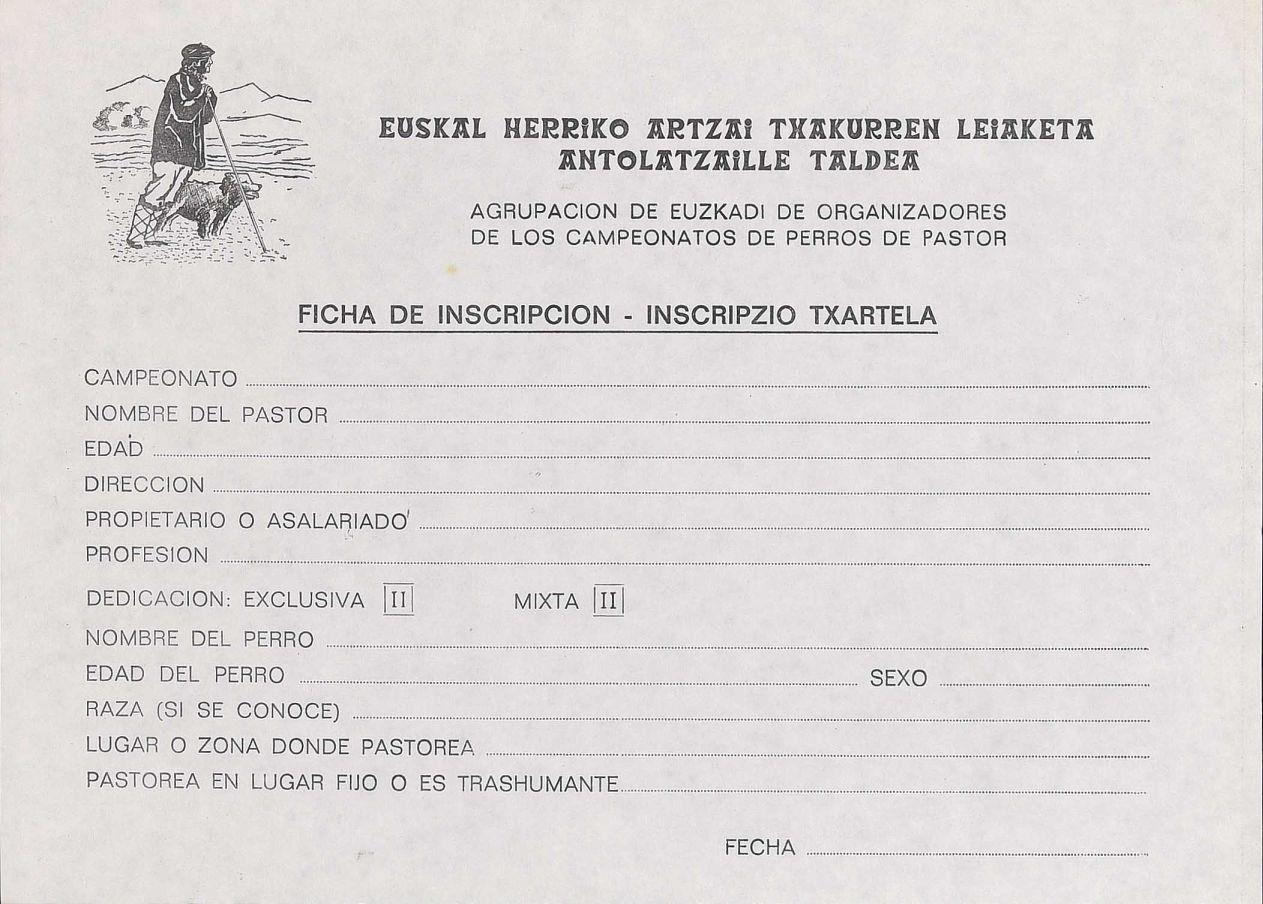 EUSKAL HERRIKO ARTZAI TXAKURREN LEIAKETA
ANTOLATZAILLE TALDEA
AGRUPACION DE EUZKADI DE ORGANIZADORES
DE LOS CAMPEONATOS DE PERROS DE PASTOR
FICHA DE INSCRIPCION - INSCRIPZIO TXARTELA
CAMPEONATO
NOMBRE DEL PASTOR
EDAD
DIRECCION
PROPIETARIO O ASALARIADO
PROFESION
DEDICACION: EXCLUSIVA II MIXTA II
NOMBRE DEL PERRO
EDAD DEL PERRO SEXO
RAZA (SI SE CONOCE)
LUGAR O ZONA DONDE PASTOREA
PASTOREA EN LUGAR FIJO O ES TRASHUMANTE
FECHA